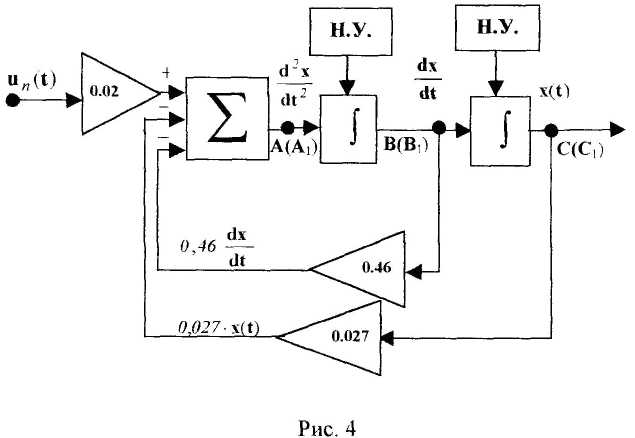 Н.У.
Н.У.
u_n(t)
0.02
+
−
−
∑
d²x
dt²
A(A₁)
∫
dx
dt
B(B₁)
∫
x(t)
C(C₁)
0,46 dx
dt
0.46
0,027 · x(t)
0.027
Рис. 4